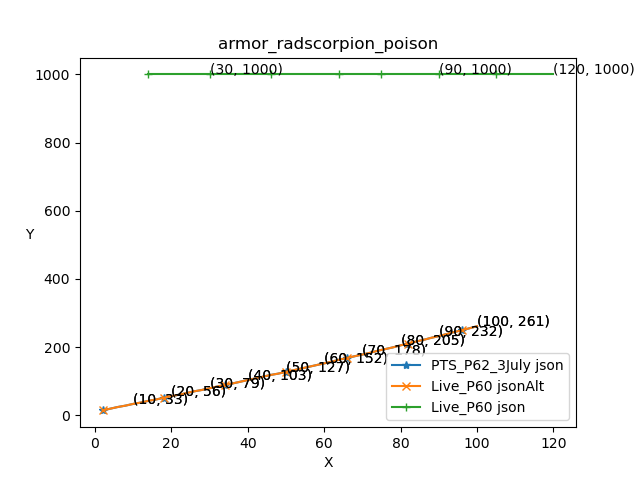 armor_radscorpion_poison
1000
(30, 1000)
(90, 1000)
(120, 1000)
800
600
Y
400
(100, 261)
(90, 232)
(80, 205)
200
(70, 178)
(60, 152)
(50, 127)
(40, 103)
(30, 79)
(20, 56)
(10, 33)
PTS_P62_3July json
Live_P60 jsonAlt
Live_P60 json
0
0 20 40 60 80 100 120
X